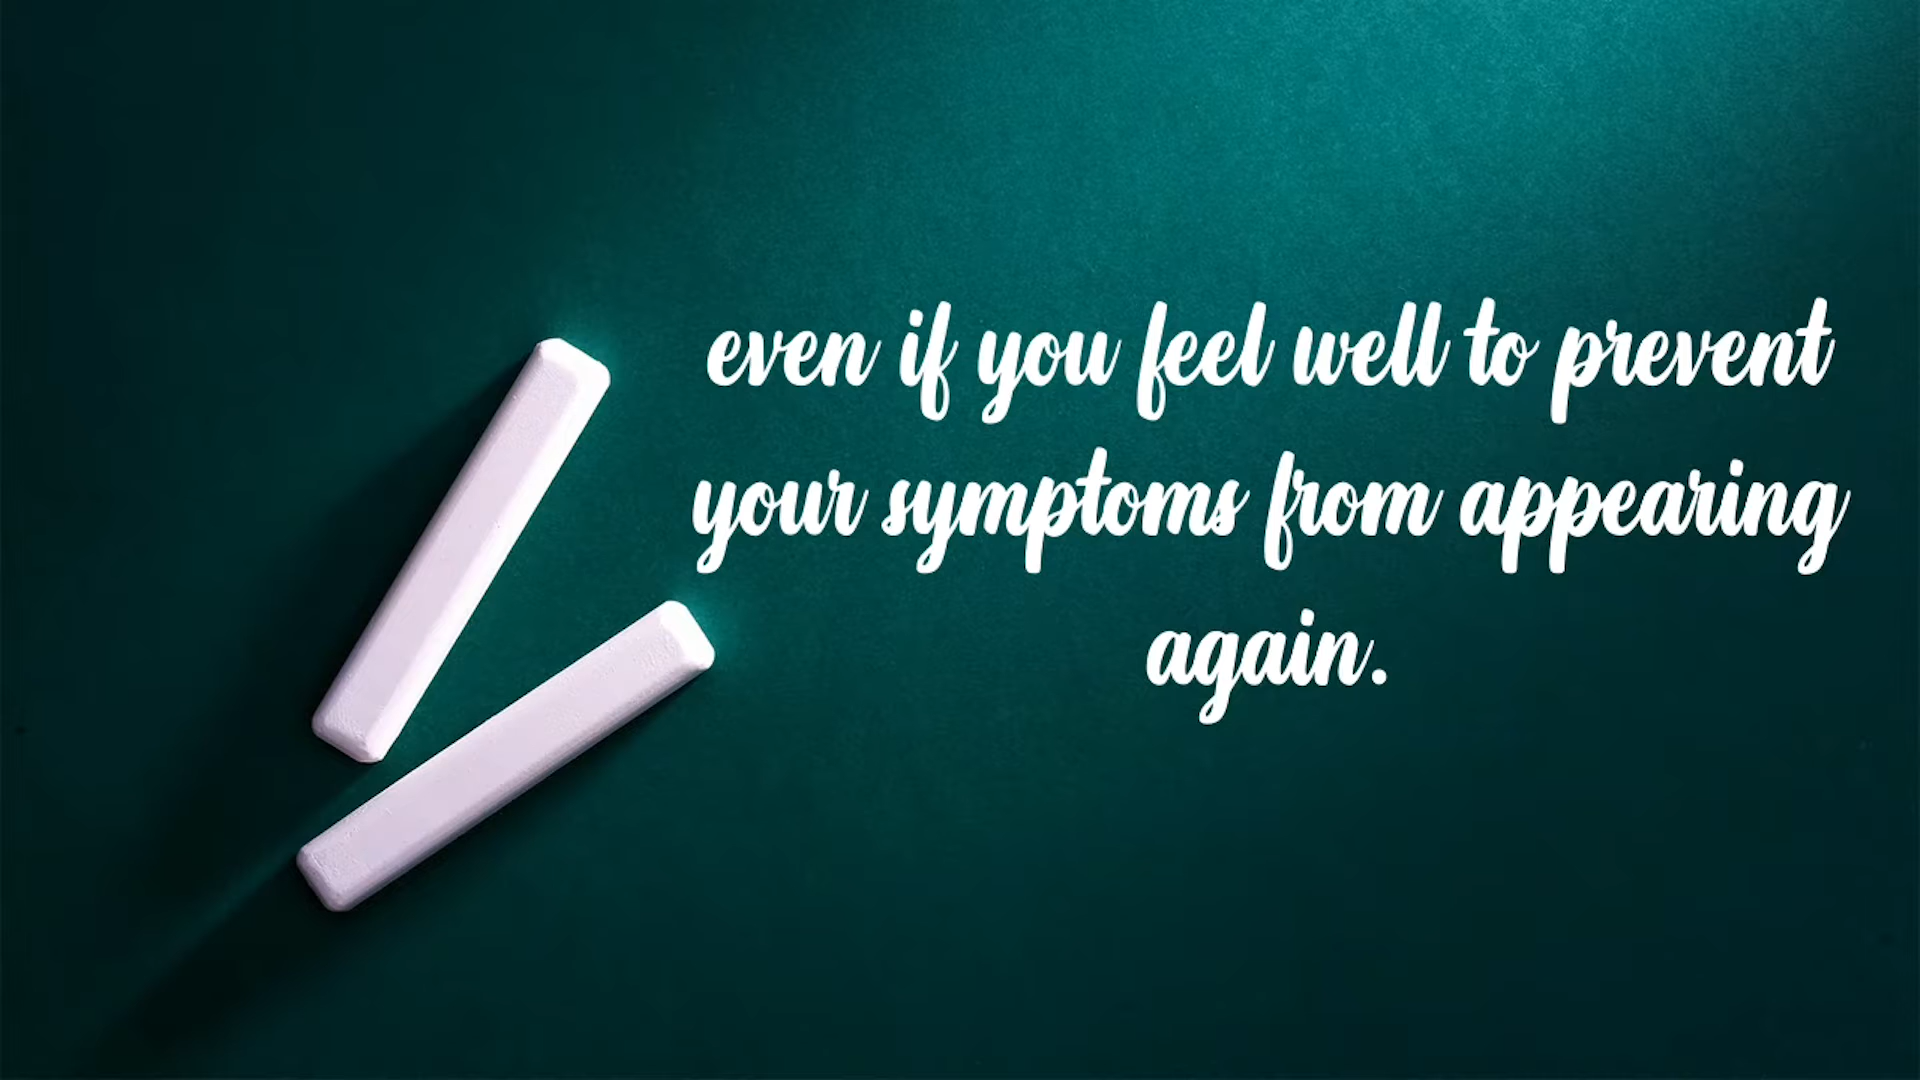 even if you feel well to prevent
your symptoms from appearing
again.